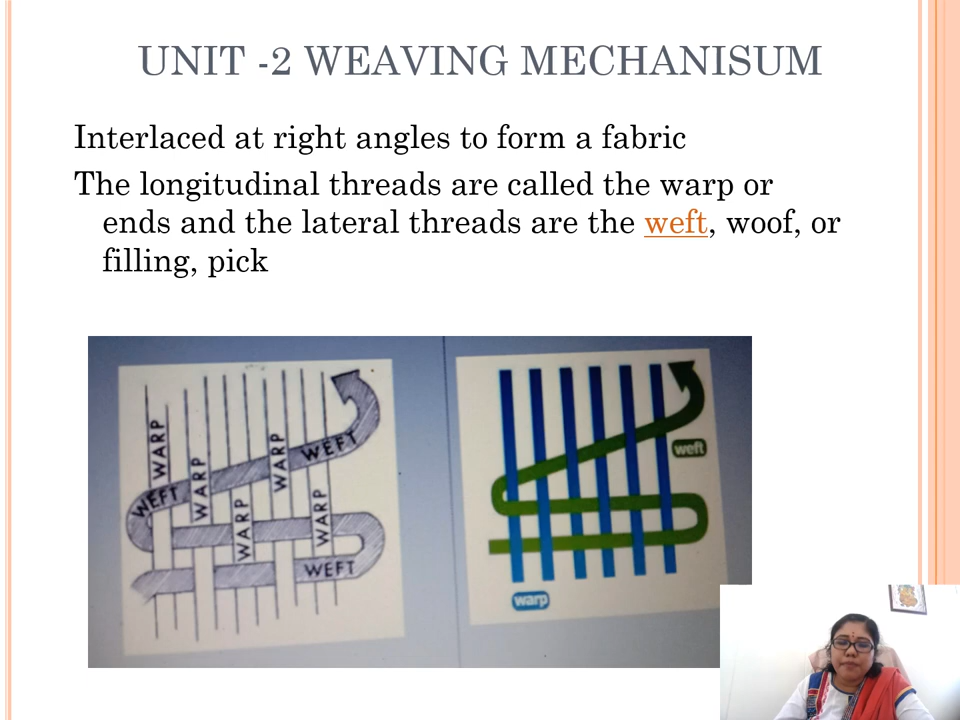 UNIT -2 WEAVING MECHANISUM
Interlaced at right angles to form a fabric
The longitudinal threads are called the warp or
ends and the lateral threads are the weft, woof, or
filling, pick
WARP
WARP
WARP
WEFT
WEFT
WARP
WARP
WEFT
weft
warp